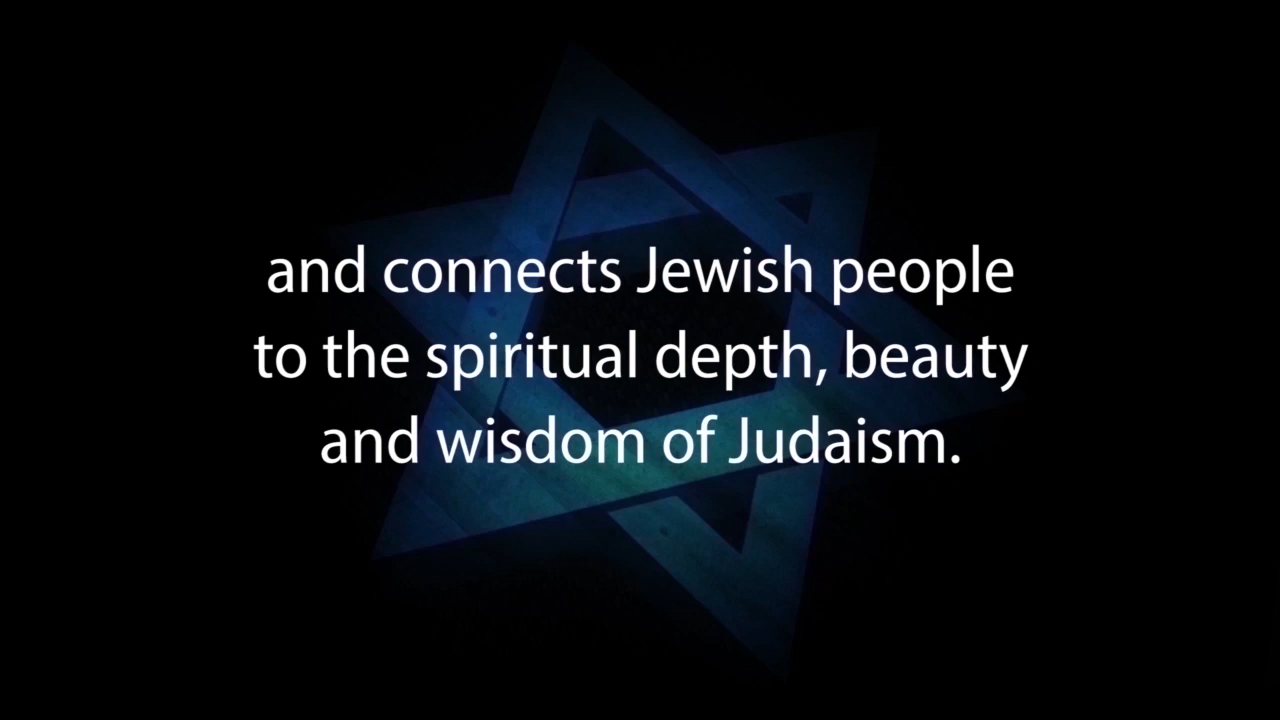 and connects Jewish people
to the spiritual depth, beauty
and wisdom of Judaism.